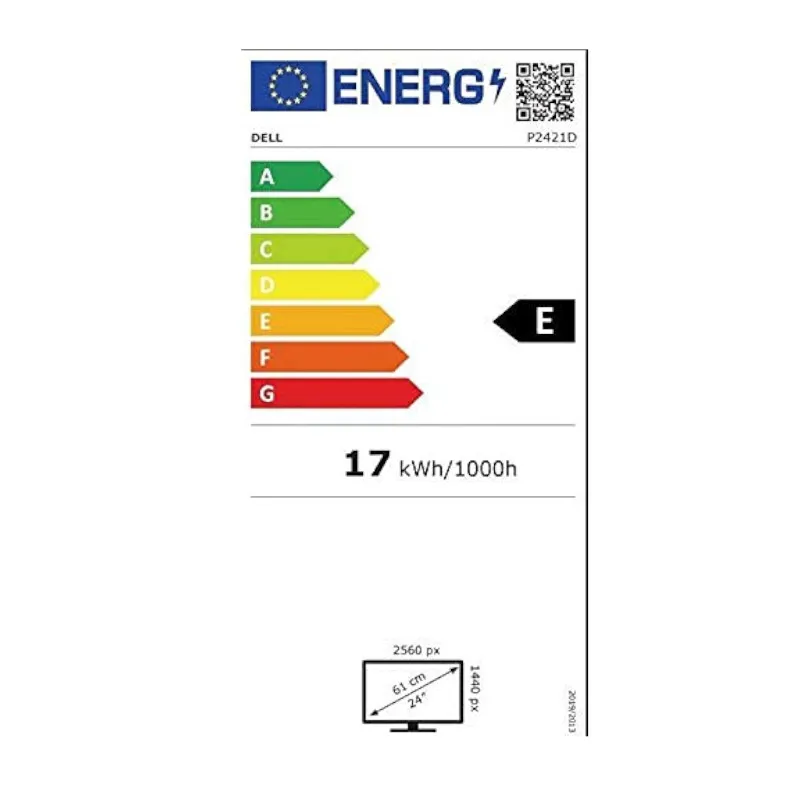 ENERG
DELL P2421D
A
B
C
D
E
E
F
G
17 kWh/1000h
2560 px
1440 px
61 cm
24"
2019/2013